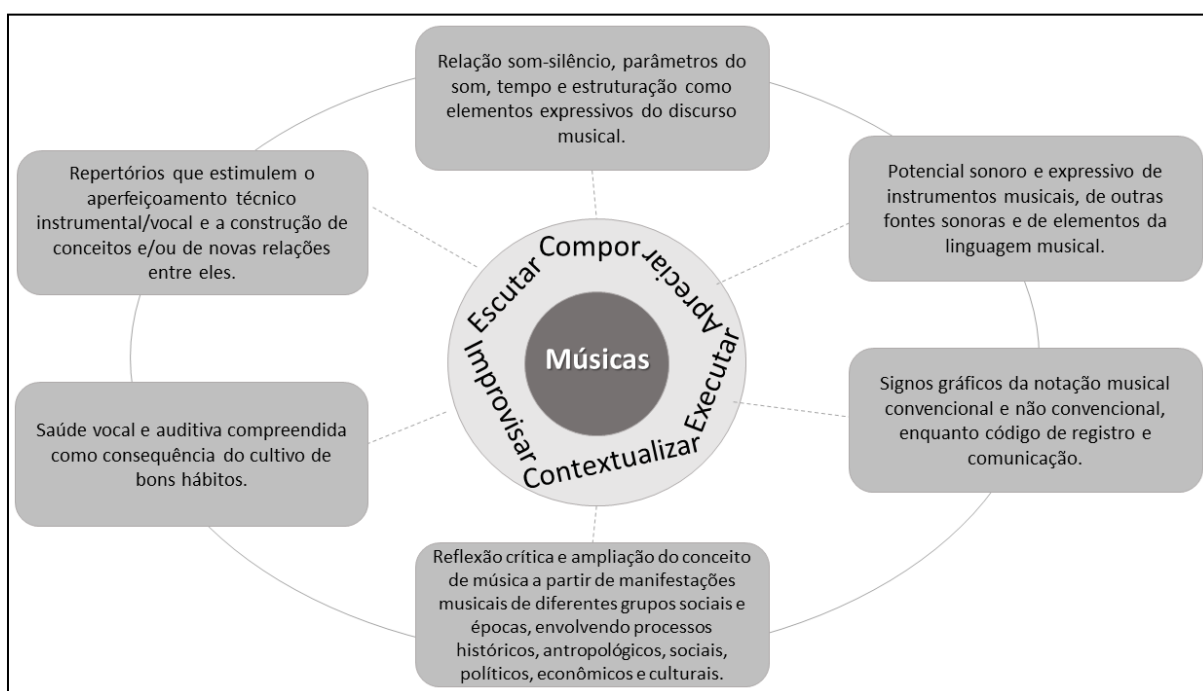 Relação som-silêncio, parâmetros do
som, tempo e estruturação como
elementos expressivos do discurso
musical.
Repertórios que estimulem o
aperfeiçoamento técnico
instrumental/vocal e a construção de
conceitos e/ou de novas relações
entre eles.
Potencial sonoro e expressivo de
instrumentos musicais, de outras
fontes sonoras e de elementos da
linguagem musical.
Compor
Apreciar
Executar
Contextualizar
Improvisar
Escutar
Músicas
Saúde vocal e auditiva compreendida
como consequência do cultivo de
bons hábitos.
Signos gráficos da notação musical
convencional e não convencional,
enquanto código de registro e
comunicação.
Reflexão crítica e ampliação do conceito
de música a partir de manifestações
musicais de diferentes grupos sociais e
épocas, envolvendo processos
históricos, antropológicos, sociais,
políticos, econômicos e culturais.